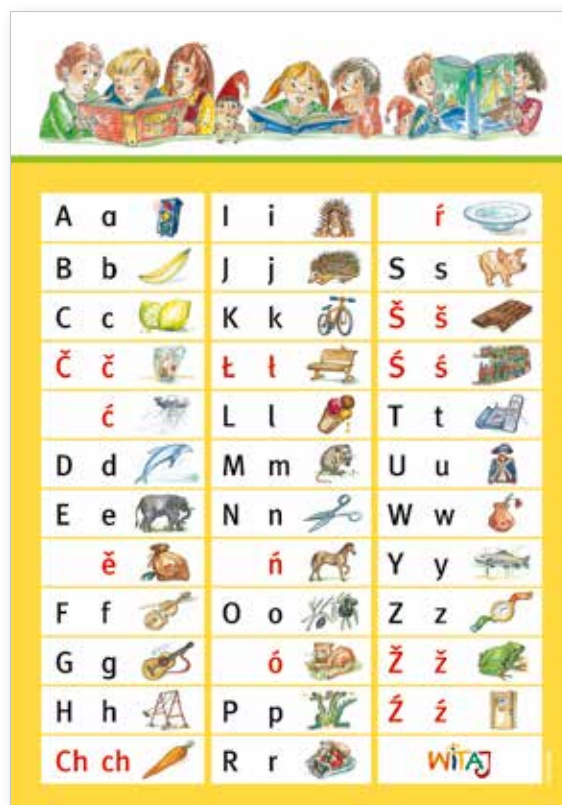 A a
B b
C c
Č č
ć
D d
E e
ě
F f
G g
H h
Ch ch
I i
J j
K k
Ł ł
L l
M m
N n
ń
O o
ó
P p
R r
ŕ
S s
Š š
Ś ś
T t
U u
W w
Y y
Z z
Ž ž
Ź ź
WITAJ